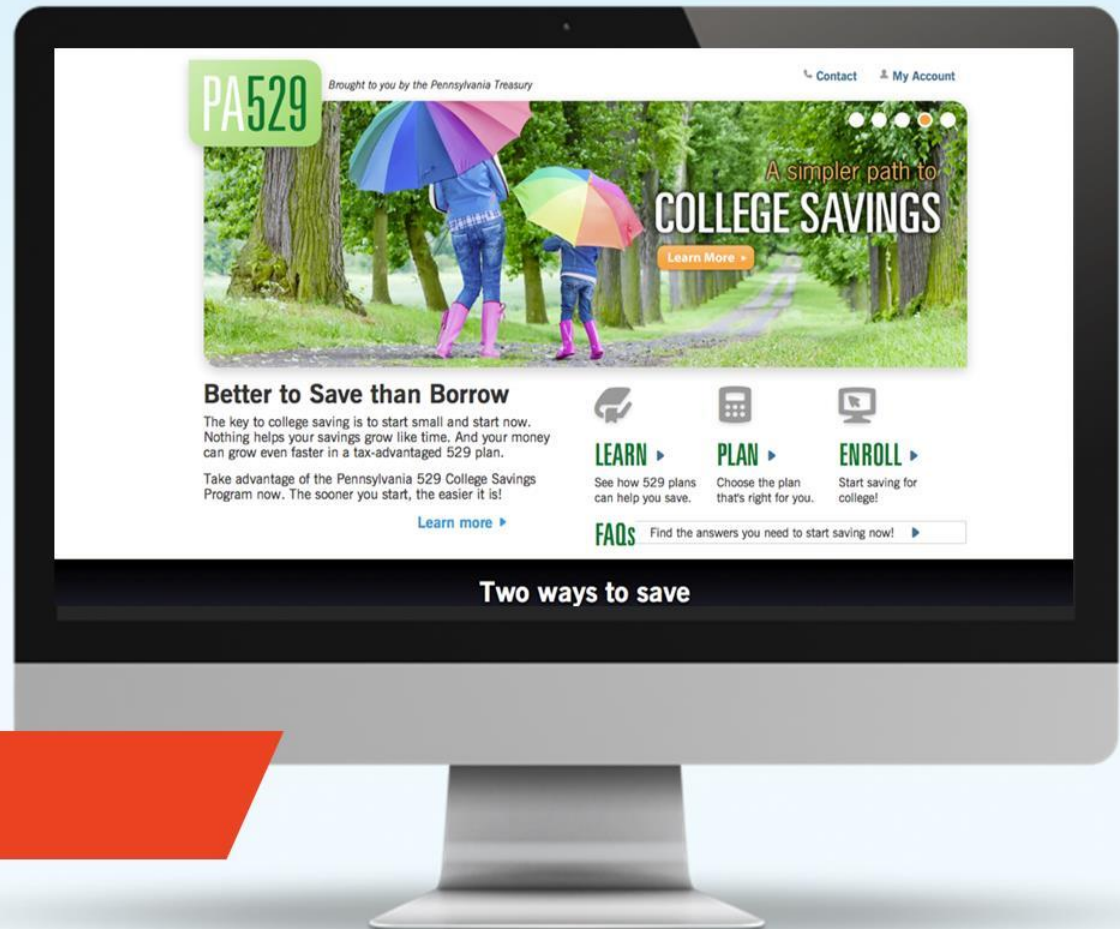 PA529
Brought to you by the Pennsylvania Treasury
Contact
My Account
A simpler path to
COLLEGE SAVINGS
Learn More »
Better to Save than Borrow
The key to college saving is to start small and start now.
Nothing helps your savings grow like time. And your money
can grow even faster in a tax-advantaged 529 plan.
Take advantage of the Pennsylvania 529 College Savings
Program now. The sooner you start, the easier it is!
Learn more
LEARN
See how 529 plans
can help you save.
PLAN
Choose the plan
that's right for you.
ENROLL
Start saving for
college!
FAQs
Find the answers you need to start saving now!
Two ways to save